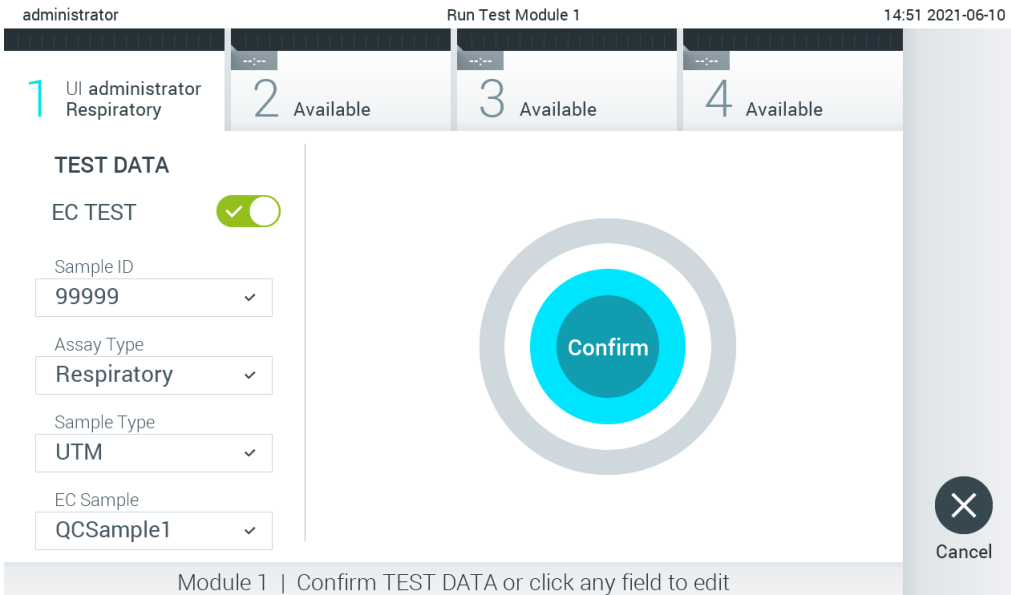 administrator Run Test Module 1 14:51 2021-06-10
--:-- --:-- --:--
1 UI administrator
Respiratory
2 Available
3 Available
4 Available
TEST DATA
EC TEST
Sample ID
99999
Assay Type
Respiratory
Sample Type
UTM
EC Sample
QCSample1
Confirm
Cancel
Module 1 | Confirm TEST DATA or click any field to edit